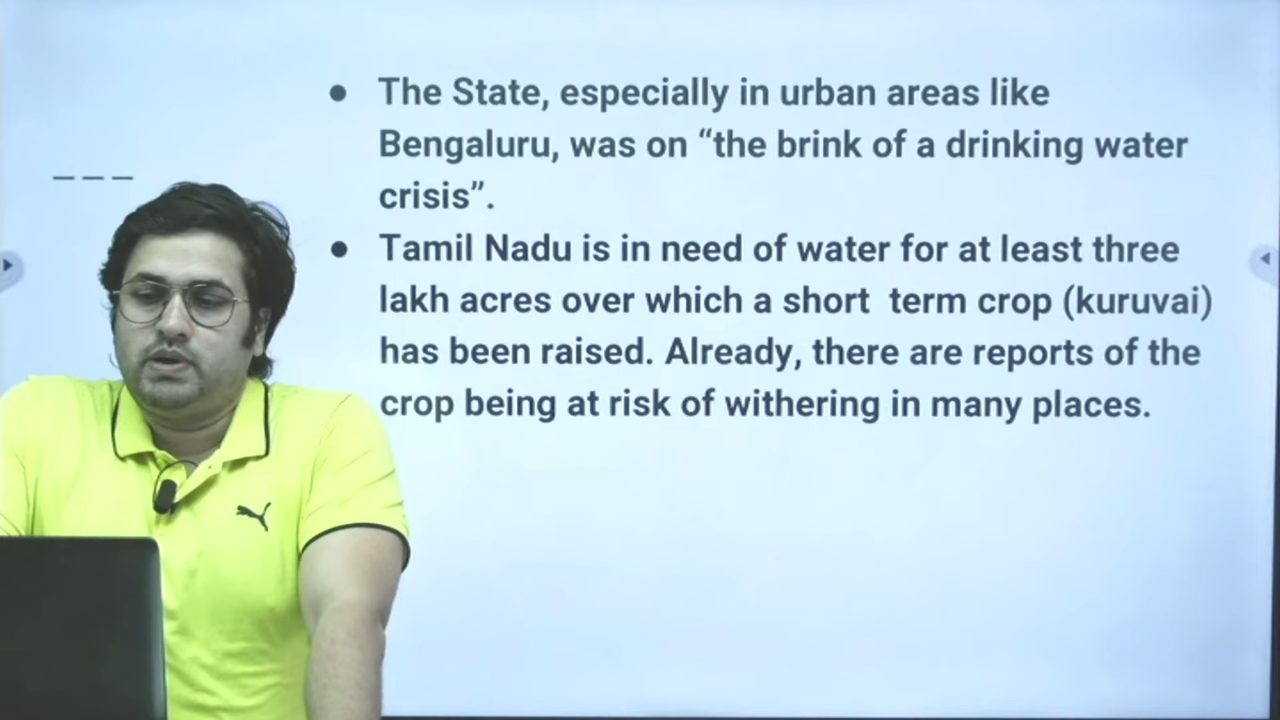 ● The State, especially in urban areas like
Bengaluru, was on “the brink of a drinking water
crisis”.
● Tamil Nadu is in need of water for at least three
lakh acres over which a short  term crop (kuruvai)
has been raised. Already, there are reports of the
crop being at risk of withering in many places.